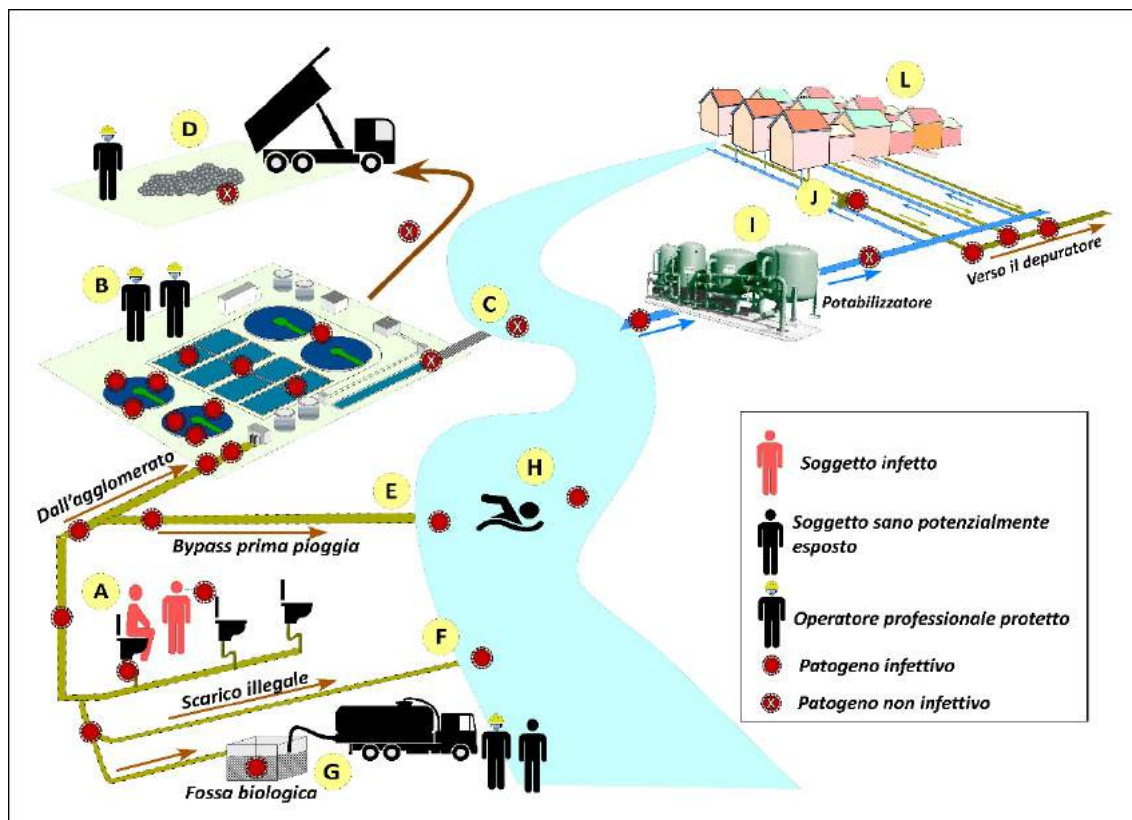 D
L
J
I
B
Verso il depuratore
Potabilizzatore
C
Dall'agglomerato
E
H
Bypass prima pioggia
A
F
Scarico illegale
G
Fossa biologica
Soggetto infetto
Soggetto sano potenzialmente
esposto
Operatore professionale protetto
Patogeno infettivo
X Patogeno non infettivo